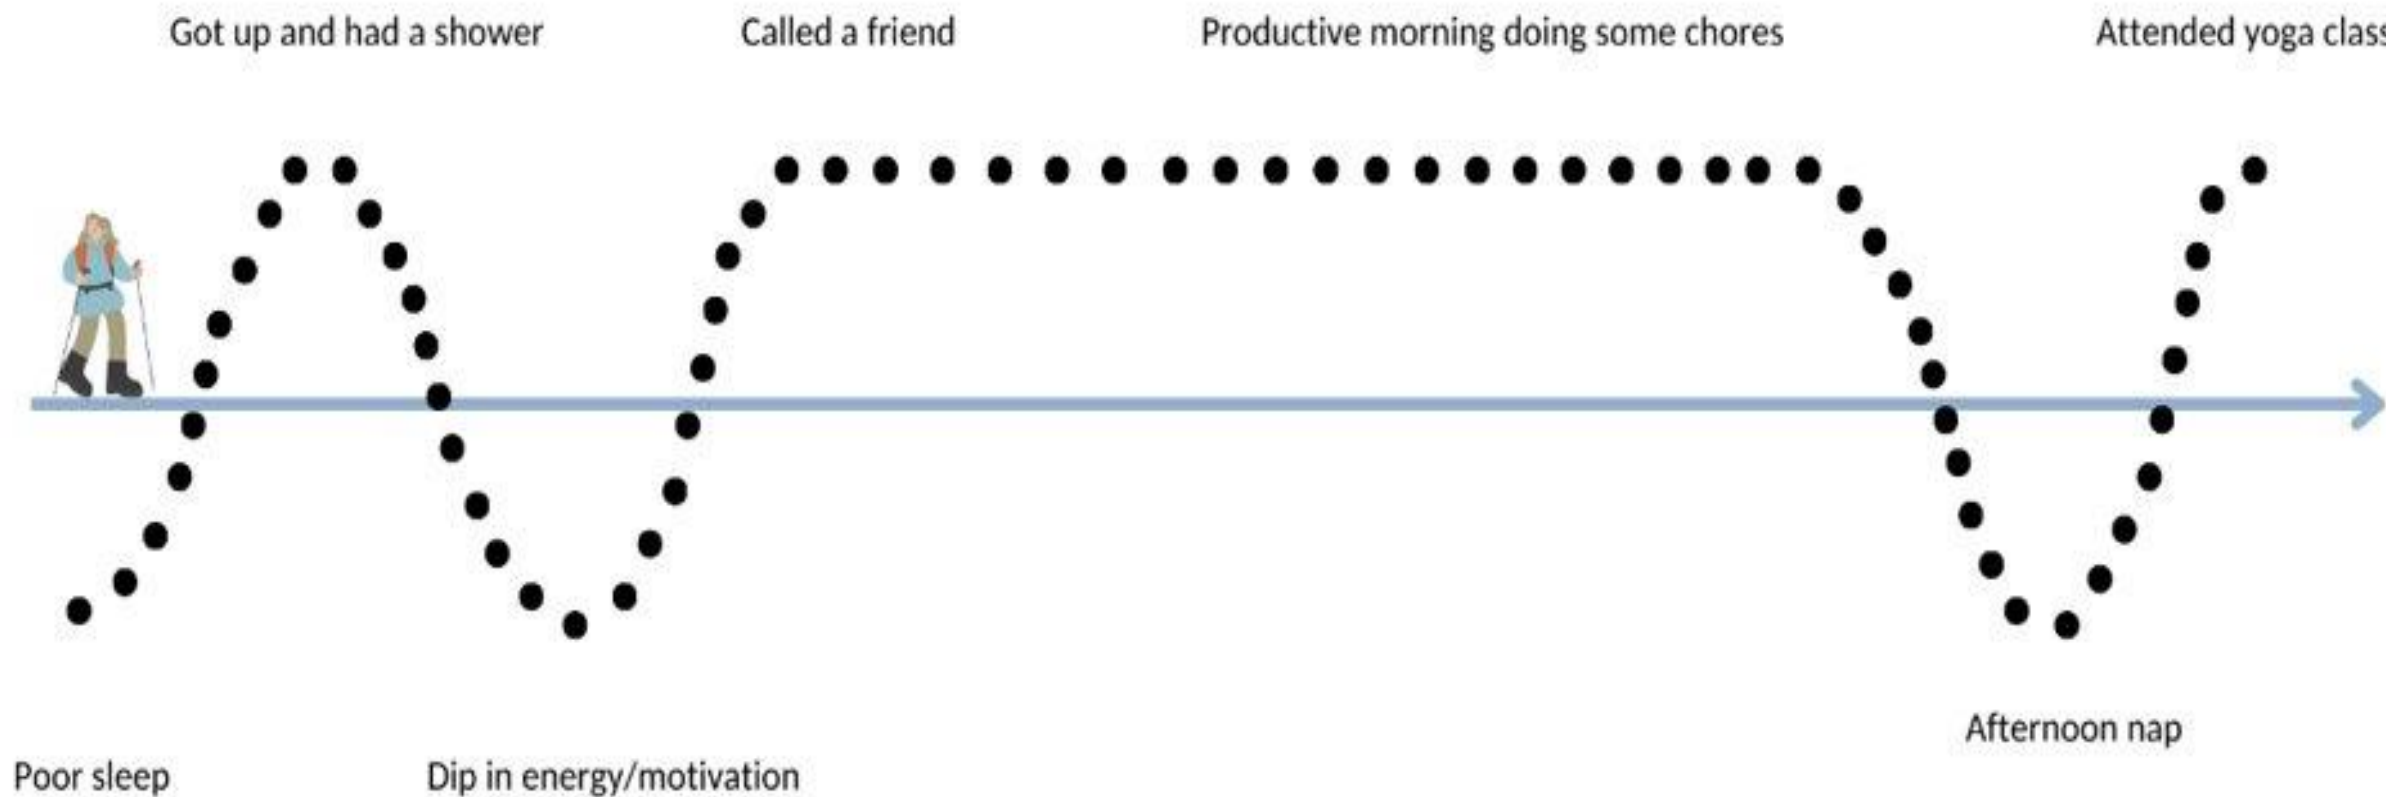 Got up and had a shower
Called a friend
Productive morning doing some chores
Attended yoga class
Afternoon nap
Poor sleep
Dip in energy/motivation